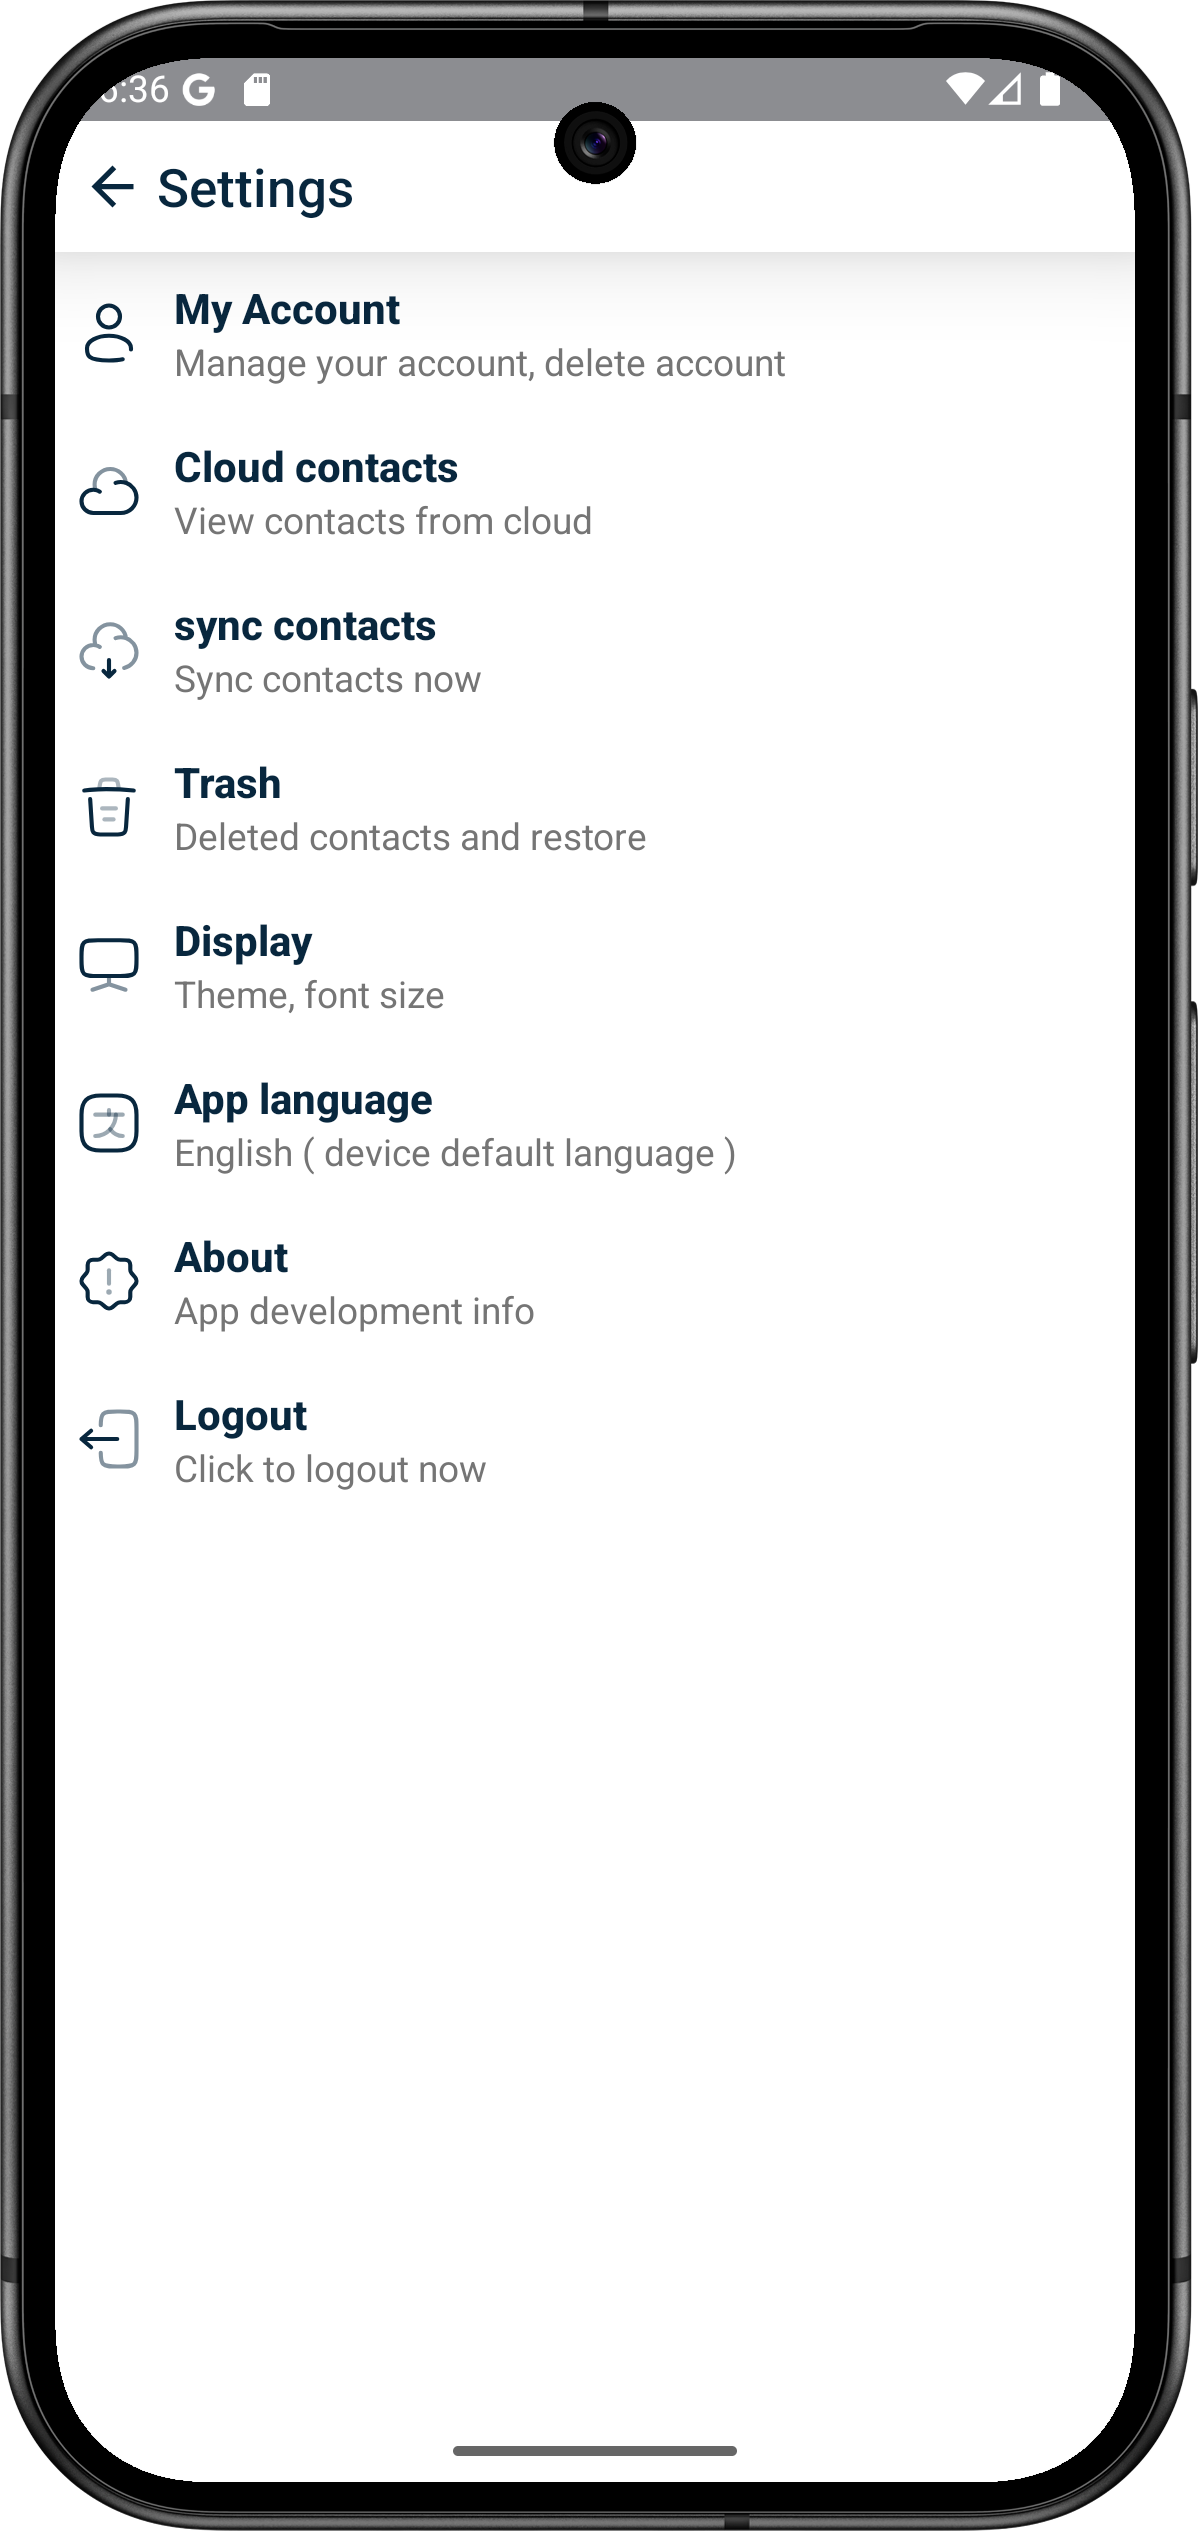 :36
Settings
My Account
Manage your account, delete account
Cloud contacts
View contacts from cloud
sync contacts
Sync contacts now
Trash
Deleted contacts and restore
Display
Theme, font size
App language
English ( device default language )
About
App development info
Logout
Click to logout now